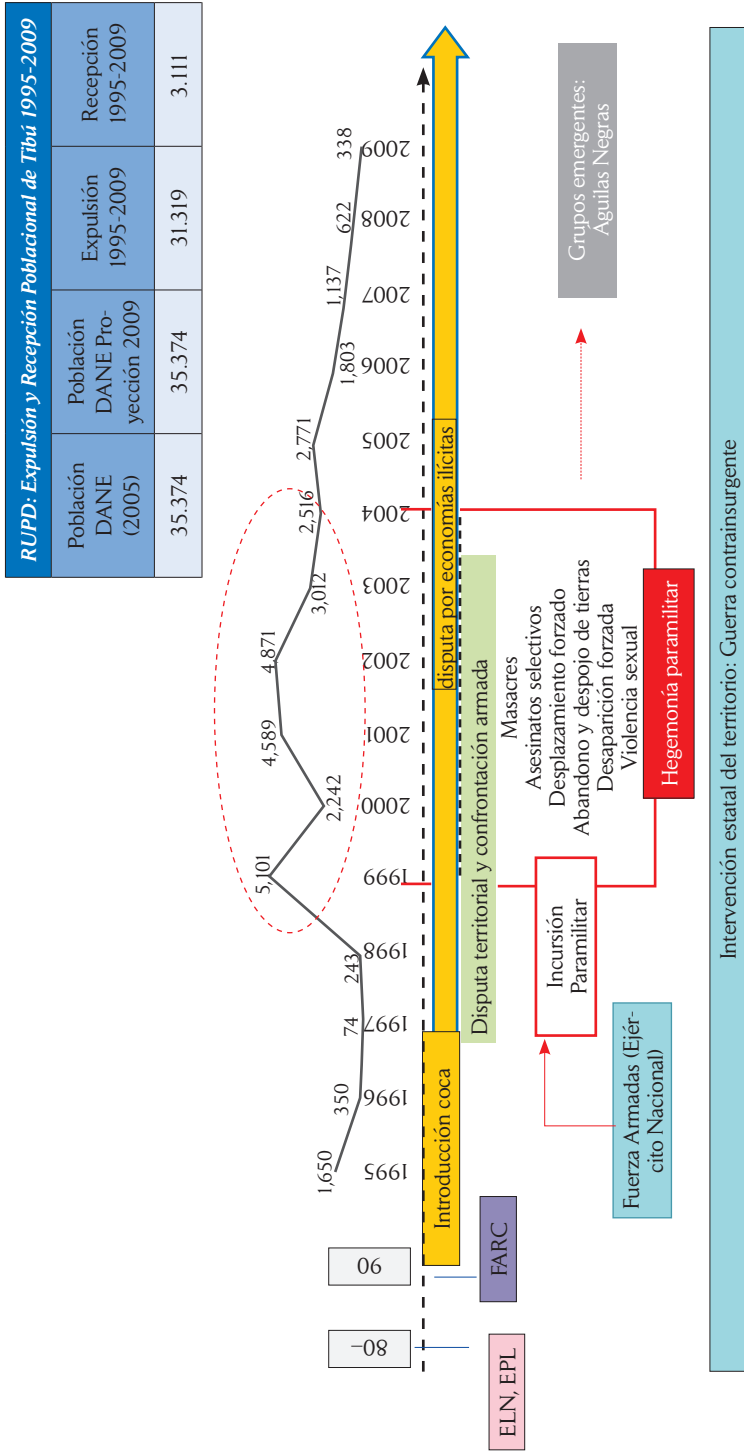 RUPD: Expulsión y Recepción Poblacional de Tibú 1995-2009
Población
DANE
(2005)
Población
DANE Pro-
yección 2009
Expulsión
1995-2009
Recepción
1995-2009
35.374
35.374
31.319
3.111
1,650
350
74
243
5,101
2,242
4,589
4,871
3,012
2,516
2,771
1,803
1,137
622
338
80–
90
1995
1996
1997
1998
1999
2000
2001
2002
2003
2004
2005
2006
2007
2008
2009
Introducción coca
disputa por economías ilícitas
ELN, EPL
FARC
Disputa territorial y confrontación armada
Fuerza Armadas (Ejér-
cito Nacional)
Incursión
Paramilitar
Masacres
Asesinatos selectivos
Desplazamiento forzado
Abandono y despojo de tierras
Desaparición forzada
Violencia sexual
Hegemonía paramilitar
Grupos emergentes:
Águilas Negras
Intervención estatal del territorio: Guerra contrainsurgente